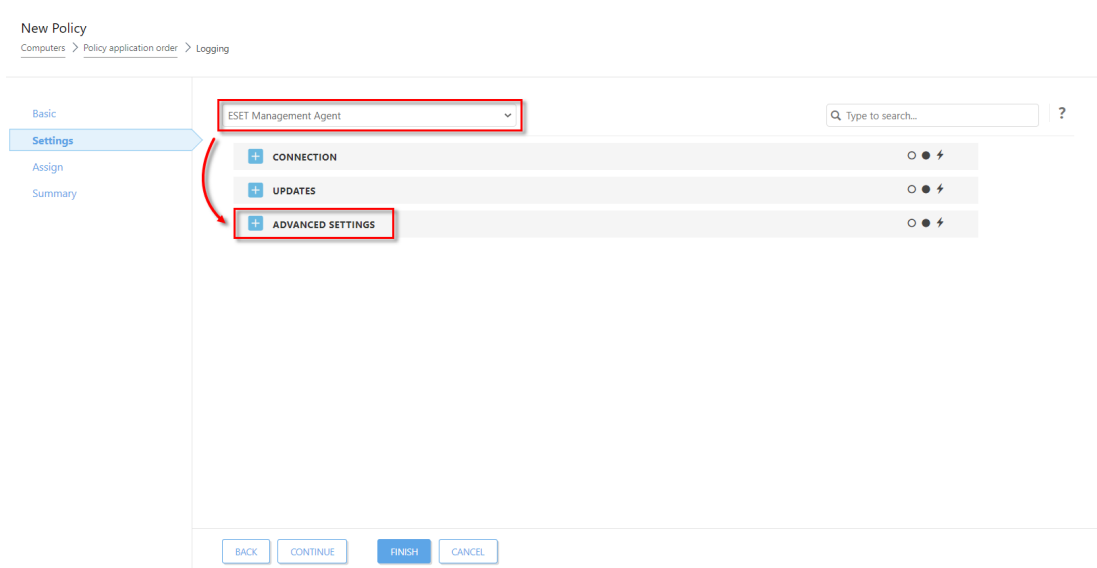 New Policy
Computers > Policy application order > Logging
Basic
Settings
Assign
Summary
ESET Management Agent
Type to search...
?
CONNECTION
UPDATES
ADVANCED SETTINGS
BACK CONTINUE FINISH CANCEL